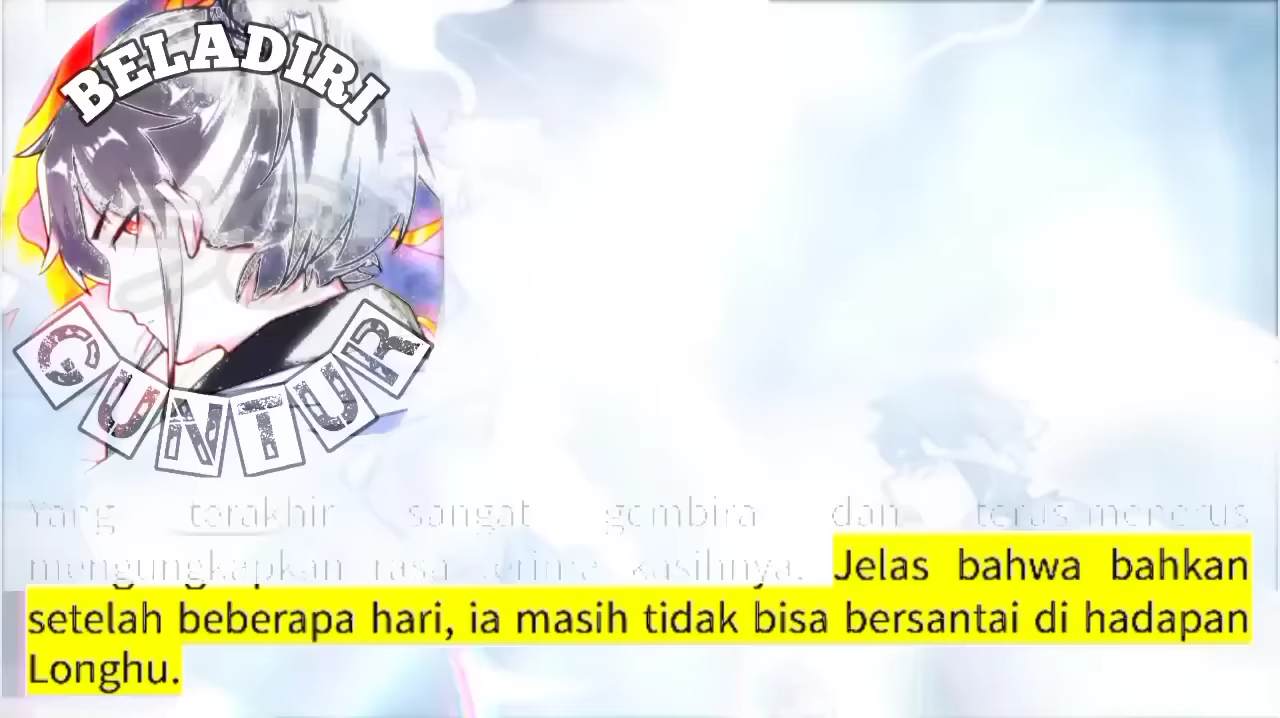 BELADIRI
GUNTUR
Yang terakhir sangat gembira dan terus-menerus
mengungkapkan rasa terima kasihnya. Jelas bahwa bahkan
setelah beberapa hari, ia masih tidak bisa bersantai di hadapan
Longhu.